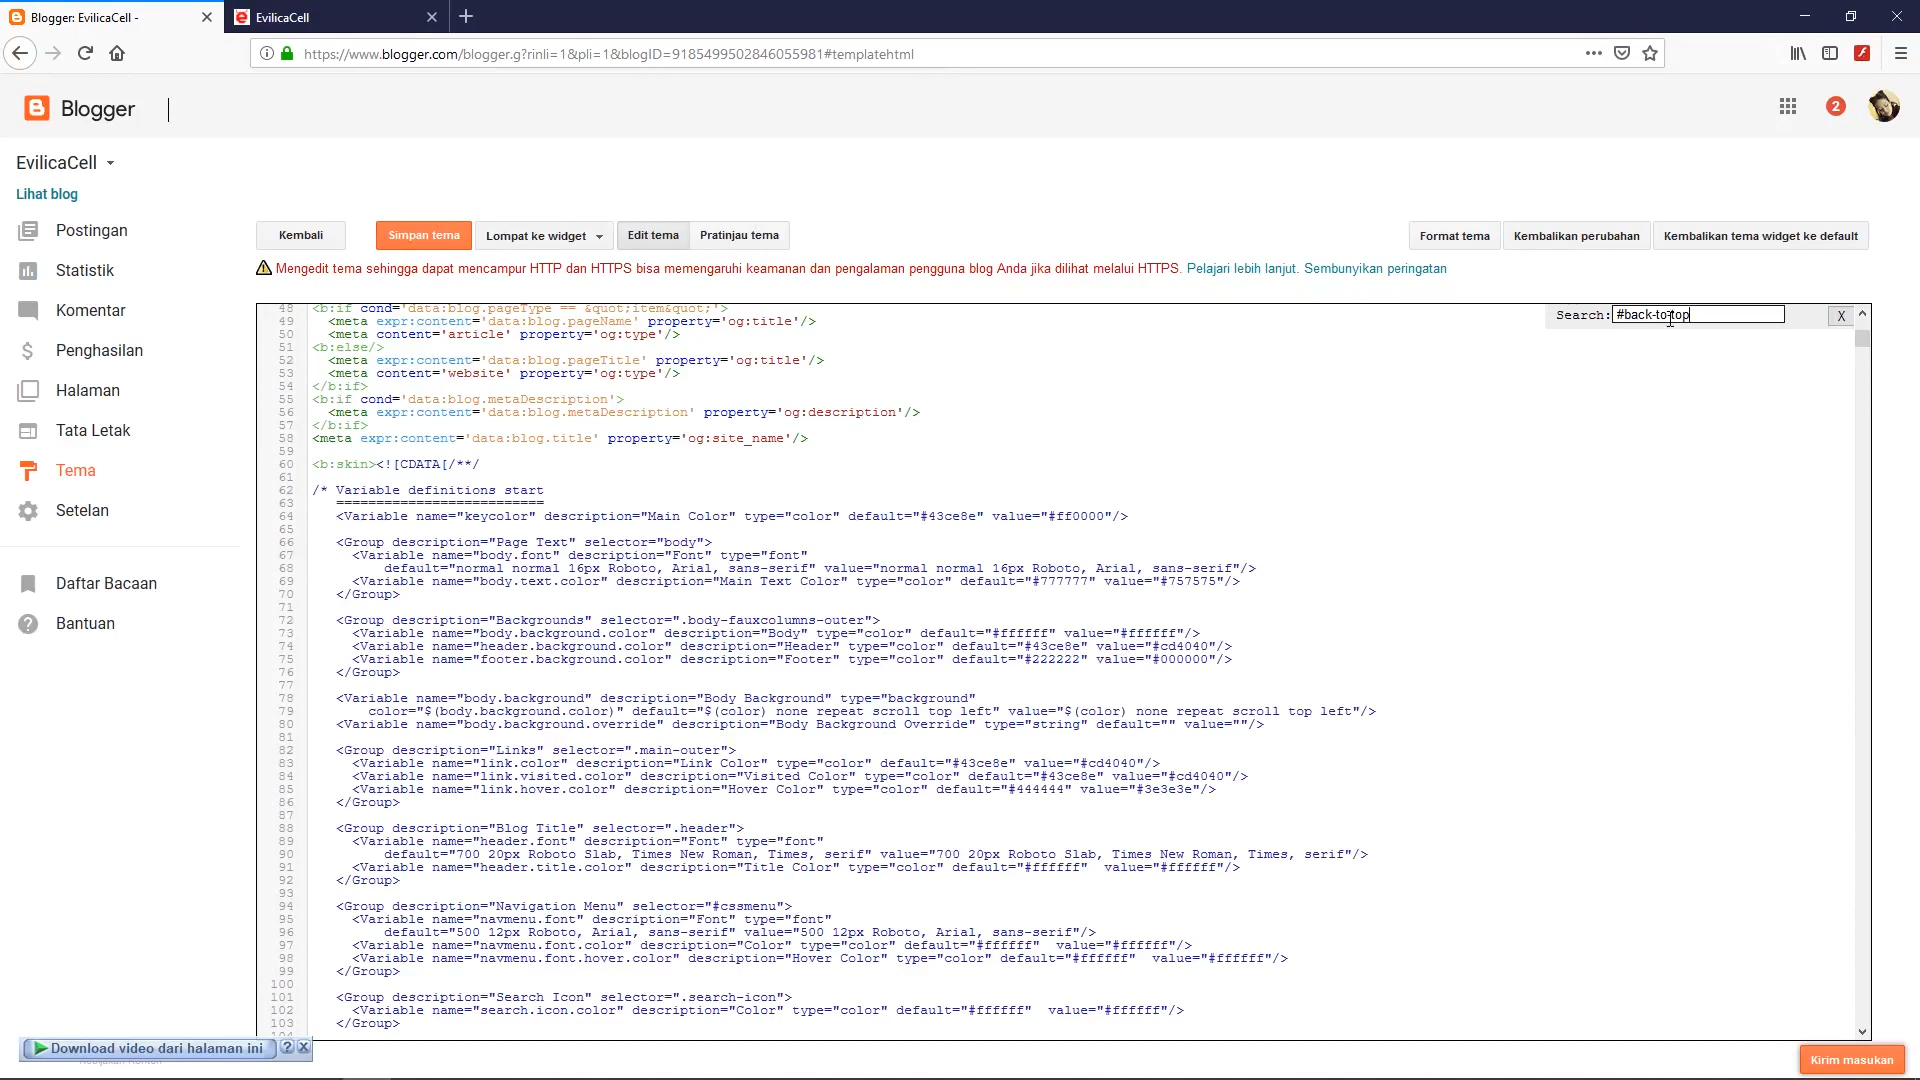 Blogger: EvilicaCell -
EvilicaCell
https://www.blogger.com/blogger.g?rinli=1&pli=1&blogID=9185499502846055981#templatehtml
Blogger
2
EvilicaCell
Lihat blog
Postingan
Statistik
Komentar
Penghasilan
Halaman
Tata Letak
Tema
Setelan
Daftar Bacaan
Bantuan
Kembali
Simpan tema
Lompat ke widget
Edit tema
Pratinjau tema
Format tema
Kembalikan perubahan
Kembalikan tema widget ke default
Mengedit tema sehingga dapat mencampur HTTP dan HTTPS bisa memengaruhi keamanan dan pengalaman pengguna blog Anda jika dilihat melalui HTTPS. Pelajari lebih lanjut. Sembunyikan peringatan
Search: #back-to-top
X
48 <b:if cond='data:blog.pageType == &quot;item&quot;'>
49 <meta expr:content='data:blog.pageName' property='og:title'/>
50 <meta content='article' property='og:type'/>
51 <b:else/>
52 <meta expr:content='data:blog.pageTitle' property='og:title'/>
53 <meta content='website' property='og:type'/>
54 </b:if>
55 <b:if cond='data:blog.metaDescription'>
56 <meta expr:content='data:blog.metaDescription' property='og:description'/>
57 </b:if>
58 <meta expr:content='data:blog.title' property='og:site_name'/>
59
60 <b:skin><![CDATA[/**/
61
62 /* Variable definitions start
63 ==========================
64 <Variable name="keycolor" description="Main Color" type="color" default="#43ce8e" value="#ff0000"/>
65
66 <Group description="Page Text" selector="body">
67 <Variable name="body.font" description="Font" type="font"
68 default="normal normal 16px Roboto, Arial, sans-serif" value="normal normal 16px Roboto, Arial, sans-serif"/>
69 <Variable name="body.text.color" description="Main Text Color" type="color" default="#777777" value="#757575"/>
70 </Group>
71
72 <Group description="Backgrounds" selector=".body-fauxcolumns-outer">
73 <Variable name="body.background.color" description="Body" type="color" default="#ffffff" value="#ffffff"/>
74 <Variable name="header.background.color" description="Header" type="color" default="#43ce8e" value="#cd4040"/>
75 <Variable name="footer.background.color" description="Footer" type="color" default="#222222" value="#000000"/>
76 </Group>
77
78 <Variable name="body.background" description="Body Background" type="background"
79 color="$(body.background.color)" default="$(color) none repeat scroll top left" value="$(color) none repeat scroll top left"/>
80 <Variable name="body.background.override" description="Body Background Override" type="string" default="" value=""/>
81
82 <Group description="Links" selector=".main-outer">
83 <Variable name="link.color" description="Link Color" type="color" default="#43ce8e" value="#cd4040"/>
84 <Variable name="link.visited.color" description="Visited Color" type="color" default="#43ce8e" value="#cd4040"/>
85 <Variable name="link.hover.color" description="Hover Color" type="color" default="#444444" value="#3e3e3e"/>
86 </Group>
87
88 <Group description="Blog Title" selector=".header">
89 <Variable name="header.font" description="Font" type="font"
90 default="700 20px Roboto Slab, Times New Roman, Times, serif" value="700 20px Roboto Slab, Times New Roman, Times, serif"/>
91 <Variable name="header.title.color" description="Title Color" type="color" default="#ffffff" value="#ffffff"/>
92 </Group>
93
94 <Group description="Navigation Menu" selector="#cssmenu">
95 <Variable name="navmenu.font" description="Font" type="font"
96 default="500 12px Roboto, Arial, sans-serif" value="500 12px Roboto, Arial, sans-serif"/>
97 <Variable name="navmenu.font.color" description="Color" type="color" default="#ffffff" value="#ffffff"/>
98 <Variable name="navmenu.font.hover.color" description="Hover Color" type="color" default="#ffffff" value="#ffffff"/>
99 </Group>
100
101 <Group description="Search Icon" selector=".search-icon">
102 <Variable name="search.icon.color" description="Color" type="color" default="#ffffff" value="#ffffff"/>
103 </Group>
Download video dari halaman ini
?
Kirim masukan